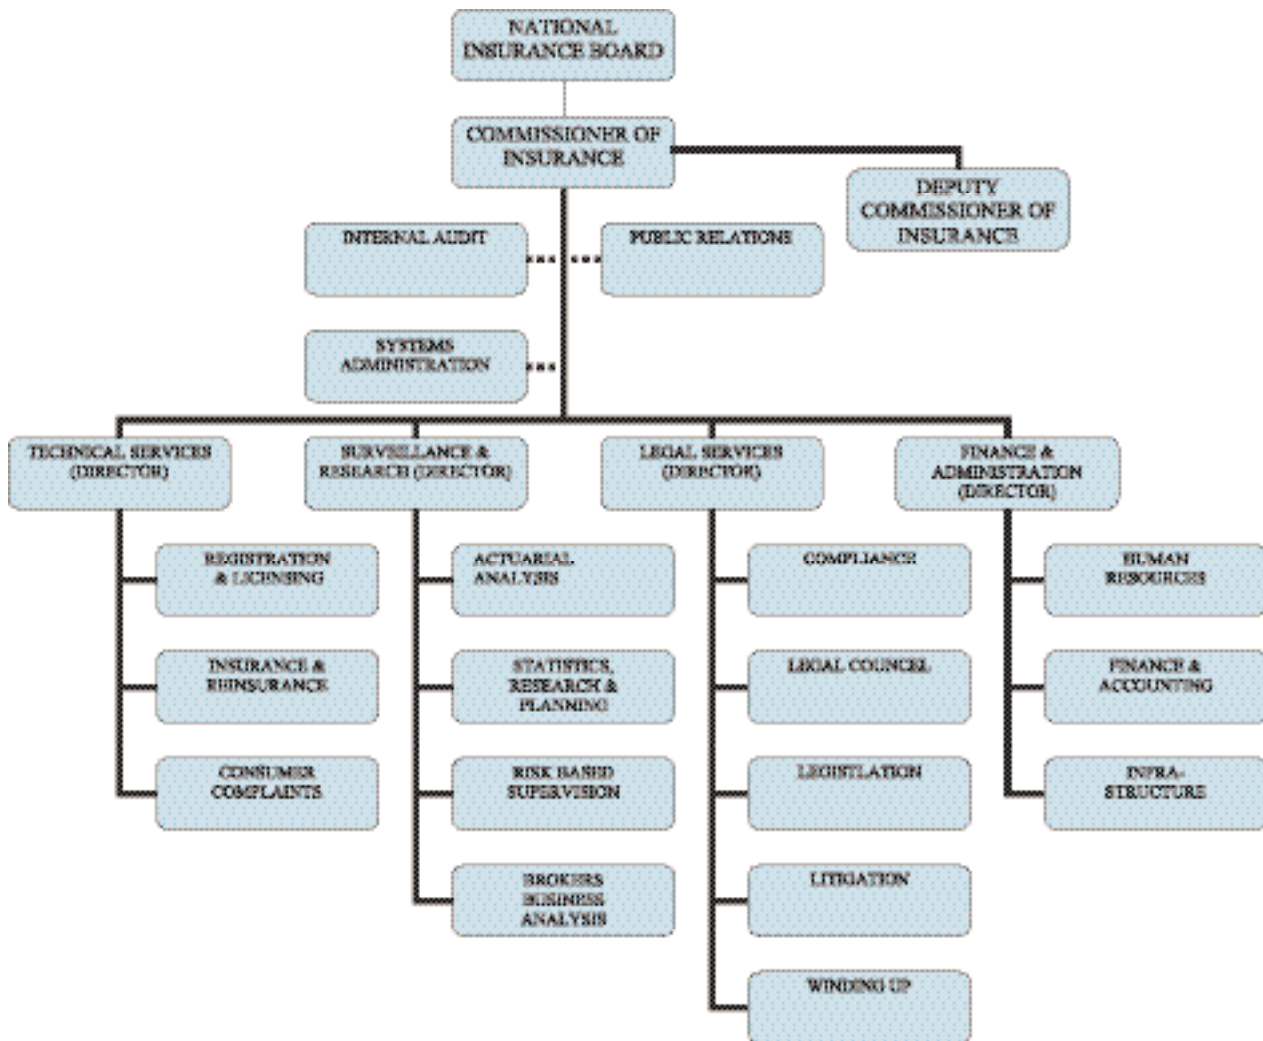 NATIONAL
INSURANCE BOARD
COMMISSIONER OF
INSURANCE
DEPUTY
COMMISSIONER OF
INSURANCE
INTERNAL AUDIT
PUBLIC RELATIONS
SYSTEMS
ADMINISTRATION
TECHNICAL SERVICES
(DIRECTOR)
SURVEILLANCE &
RESEARCH (DIRECTOR)
LEGAL SERVICES
(DIRECTOR)
FINANCE &
ADMINISTRATION
(DIRECTOR)
REGISTRATION
& LICENSING
INSURANCE &
REINSURANCE
CONSUMER
COMPLAINTS
ACTUARIAL
ANALYSIS
STATISTICS,
RESEARCH &
PLANNING
RISK BASED
SUPERVISION
BROKERS
BUSINESS
ANALYSIS
COMPLIANCE
LEGAL COUNCEL
LEGISTLATION
LITIGATION
WINDING UP
HUMAN
RESOURCES
FINANCE &
ACCOUNTING
INFRA-
STRUCTURE